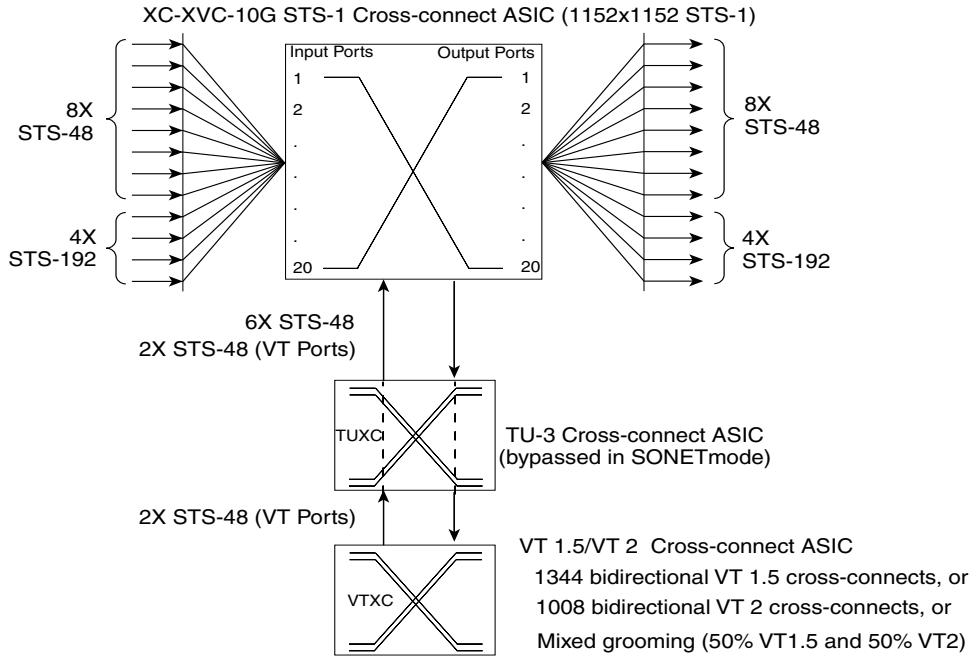 XC-XVC-10G STS-1 Cross-connect ASIC (1152x1152 STS-1)
Input Ports
Output Ports
1
1
2
2
.
.
.
.
.
.
.
.
20
20
8X
STS-48
4X
STS-192
8X
STS-48
4X
STS-192
6X STS-48
2X STS-48 (VT Ports)
TUXC
TU-3 Cross-connect ASIC
(bypassed in SONETmode)
2X STS-48 (VT Ports)
VTXC
VT 1.5/VT 2 Cross-connect ASIC
1344 bidirectional VT 1.5 cross-connects, or
1008 bidirectional VT 2 cross-connects, or
Mixed grooming (50% VT1.5 and 50% VT2)